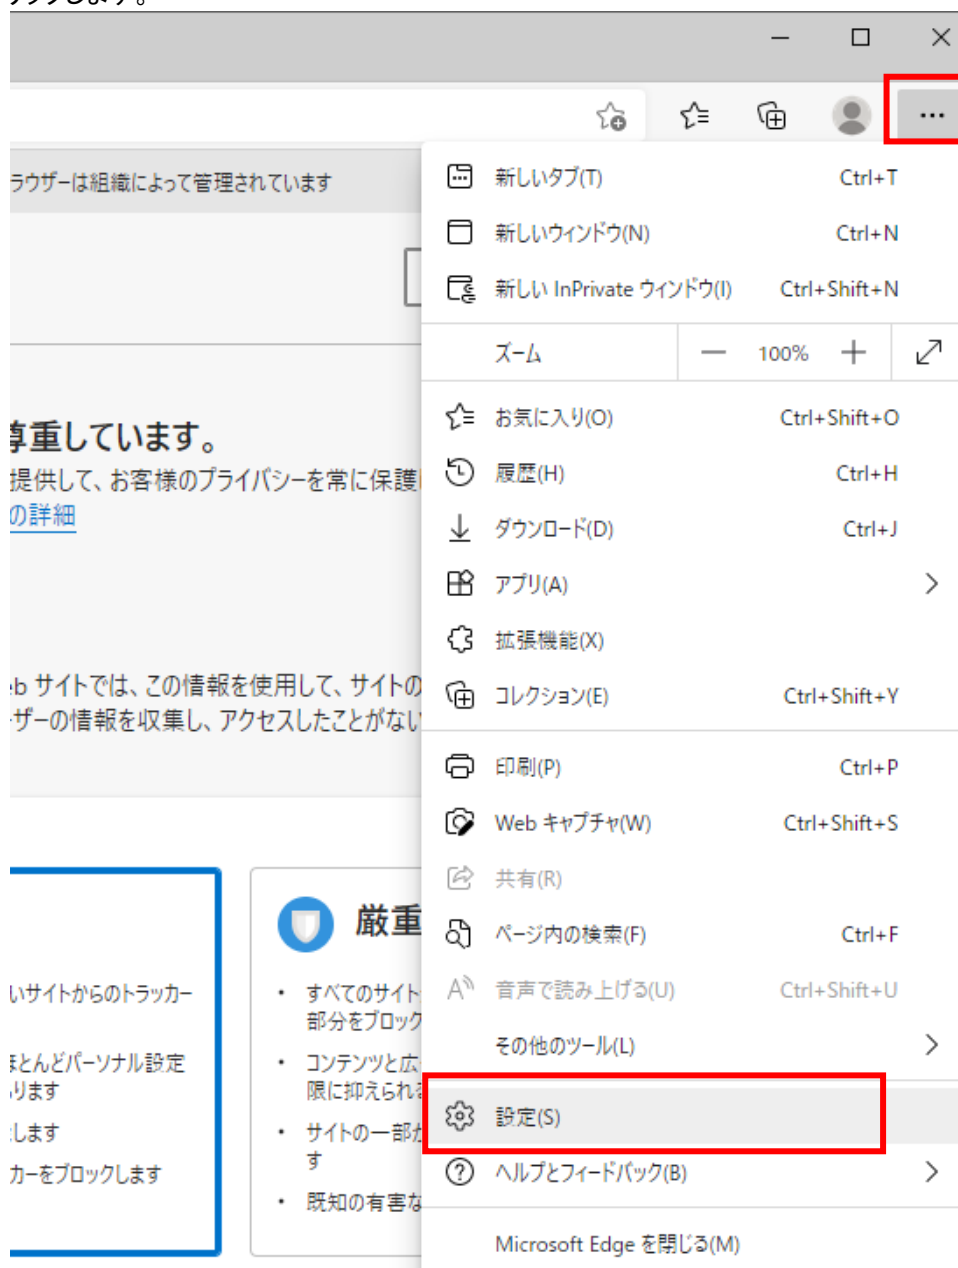 リックします。
ラウザーは組織によって管理されています
尊重しています。
提供して、お客様のプライバシーを常に保護
の詳細
eb サイトでは、この情報を使用して、サイトの
ーザーの情報を収集し、アクセスしたことがない
いサイトからのトラッカー
ほとんどパーソナル設定
ります
します
カーをブロックします
厳重
• すべてのサイト
部分をブロック
• コンテンツと広
限に抑えられ
• サイトの一部が
す
• 既知の有害な
新しいタブ(T) Ctrl+T
新しいウィンドウ(N) Ctrl+N
新しい InPrivate ウィンドウ(I) Ctrl+Shift+N
ズーム — 100% +
お気に入り(O) Ctrl+Shift+O
履歴(H) Ctrl+H
ダウンロード(D) Ctrl+J
アプリ(A)
拡張機能(X)
コレクション(E) Ctrl+Shift+Y
印刷(P) Ctrl+P
Web キャプチャ(W) Ctrl+Shift+S
共有(R)
ページ内の検索(F) Ctrl+F
音声で読み上げる(U) Ctrl+Shift+U
その他のツール(L)
設定(S)
ヘルプとフィードバック(B)
Microsoft Edge を閉じる(M)